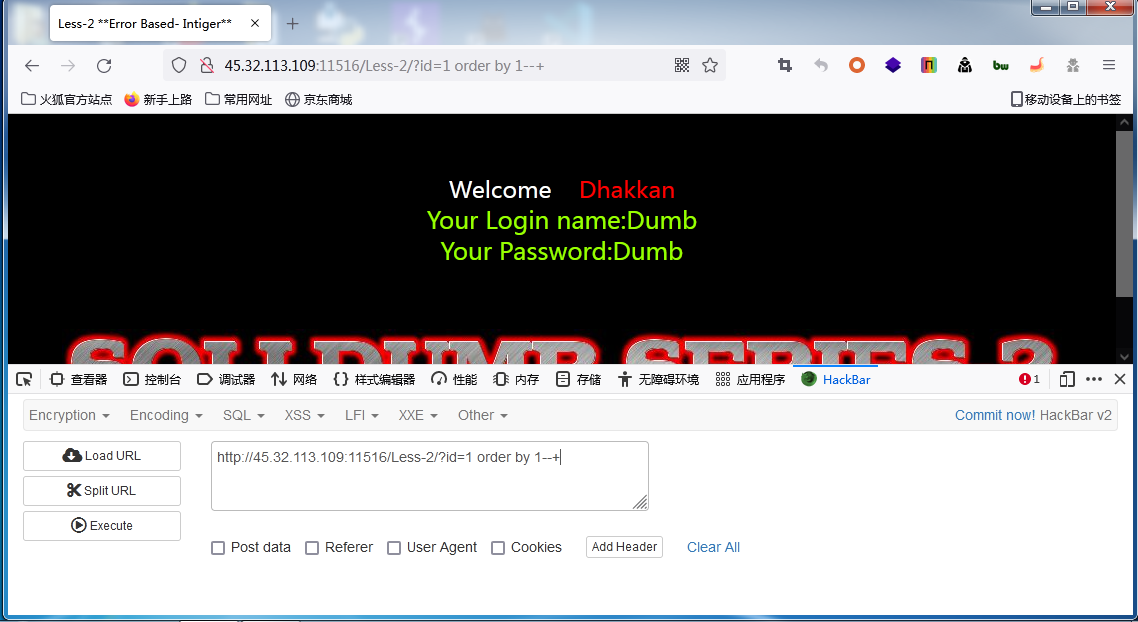 Less-2 **Error Based- Intiger**
45.32.113.109:11516/Less-2/?id=1 order by 1--+
火狐官方站点 新手上路 常用网址 京东商城 移动设备上的书签
Welcome Dhakkan
Your Login name:Dumb
Your Password:Dumb
SQLI DUMB SERIES-2
查看器 控制台 调试器 网络 样式编辑器 性能 内存 存储 无障碍环境 应用程序 HackBar 1
Encryption Encoding SQL XSS LFI XXE Other Commit now! HackBar v2
Load URL
http://45.32.113.109:11516/Less-2/?id=1 order by 1--+
Split URL
Execute
Post data Referer User Agent Cookies Add Header Clear All